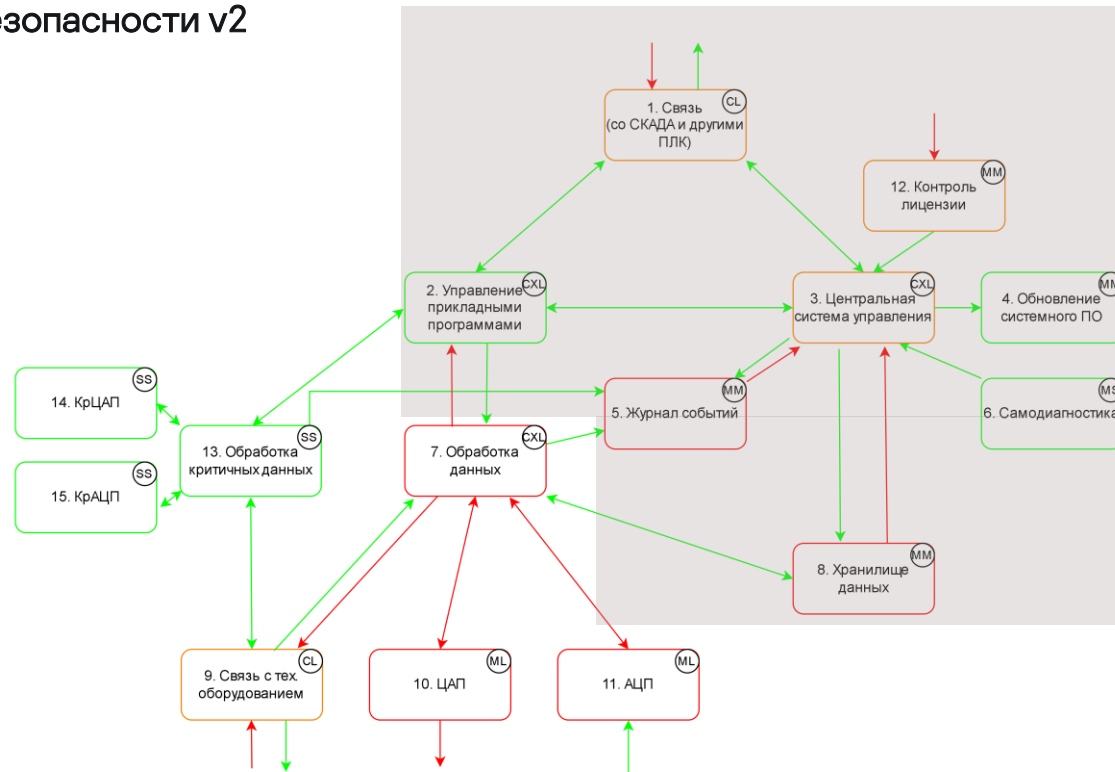 езопасности v2
CL
1. Связь
(со СКАДА и другими
ПЛК)
MM
12. Контроль
лицензии
CXL
2. Управление
прикладными
программами
CXL
3. Центральная
система управления
MM
4. Обновление
системного ПО
SS
14. КрЦАП
SS
13. Обработка
критичных данных
CXL
7. Обработка
данных
MM
5. Журнал событий
MS
6. Самодиагностика
SS
15. КрАЦП
MM
8. Хранилище
данных
CL
9. Связь с тех.
оборудованием
ML
10. ЦАП
ML
11. АЦП